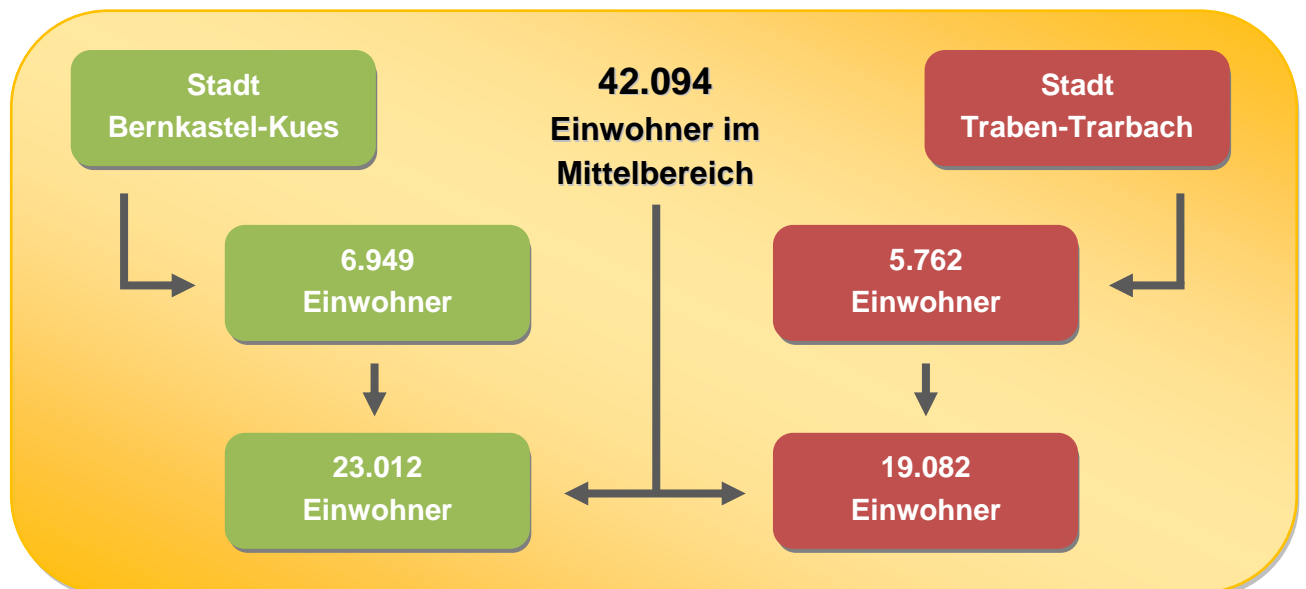 Stadt
Bernkastel-Kues
42.094
Einwohner im
Mittelbereich
Stadt
Traben-Trarbach
6.949
Einwohner
5.762
Einwohner
23.012
Einwohner
19.082
Einwohner